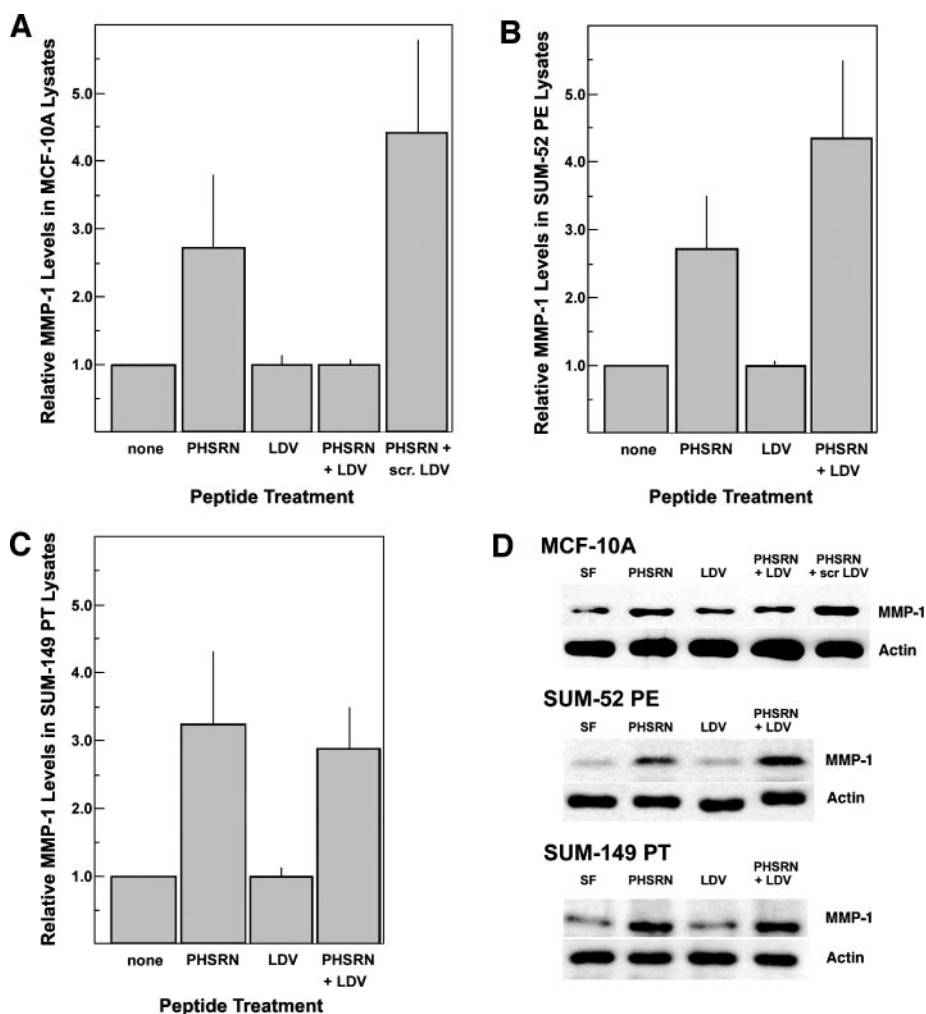 A
Relative MMP-1 Levels in MCF-10A Lysates
5.0
4.0
3.0
2.0
1.0
none
PHSRN
LDV
PHSRN
+ LDV
PHSRN +
scr. LDV
Peptide Treatment
B
Relative MMP-1 Levels in SUM-52 PE Lysates
5.0
4.0
3.0
2.0
1.0
none
PHSRN
LDV
PHSRN
+ LDV
Peptide Treatment
C
Relative MMP-1 Levels in SUM-149 PT Lysates
5.0
4.0
3.0
2.0
1.0
none
PHSRN
LDV
PHSRN
+ LDV
Peptide Treatment
D
MCF-10A
SF
PHSRN
LDV
PHSRN
+ LDV
PHSRN
+ scr LDV
MMP-1
Actin
SUM-52 PE
SF
PHSRN
LDV
PHSRN
+ LDV
MMP-1
Actin
SUM-149 PT
SF
PHSRN
LDV
PHSRN
+ LDV
MMP-1
Actin